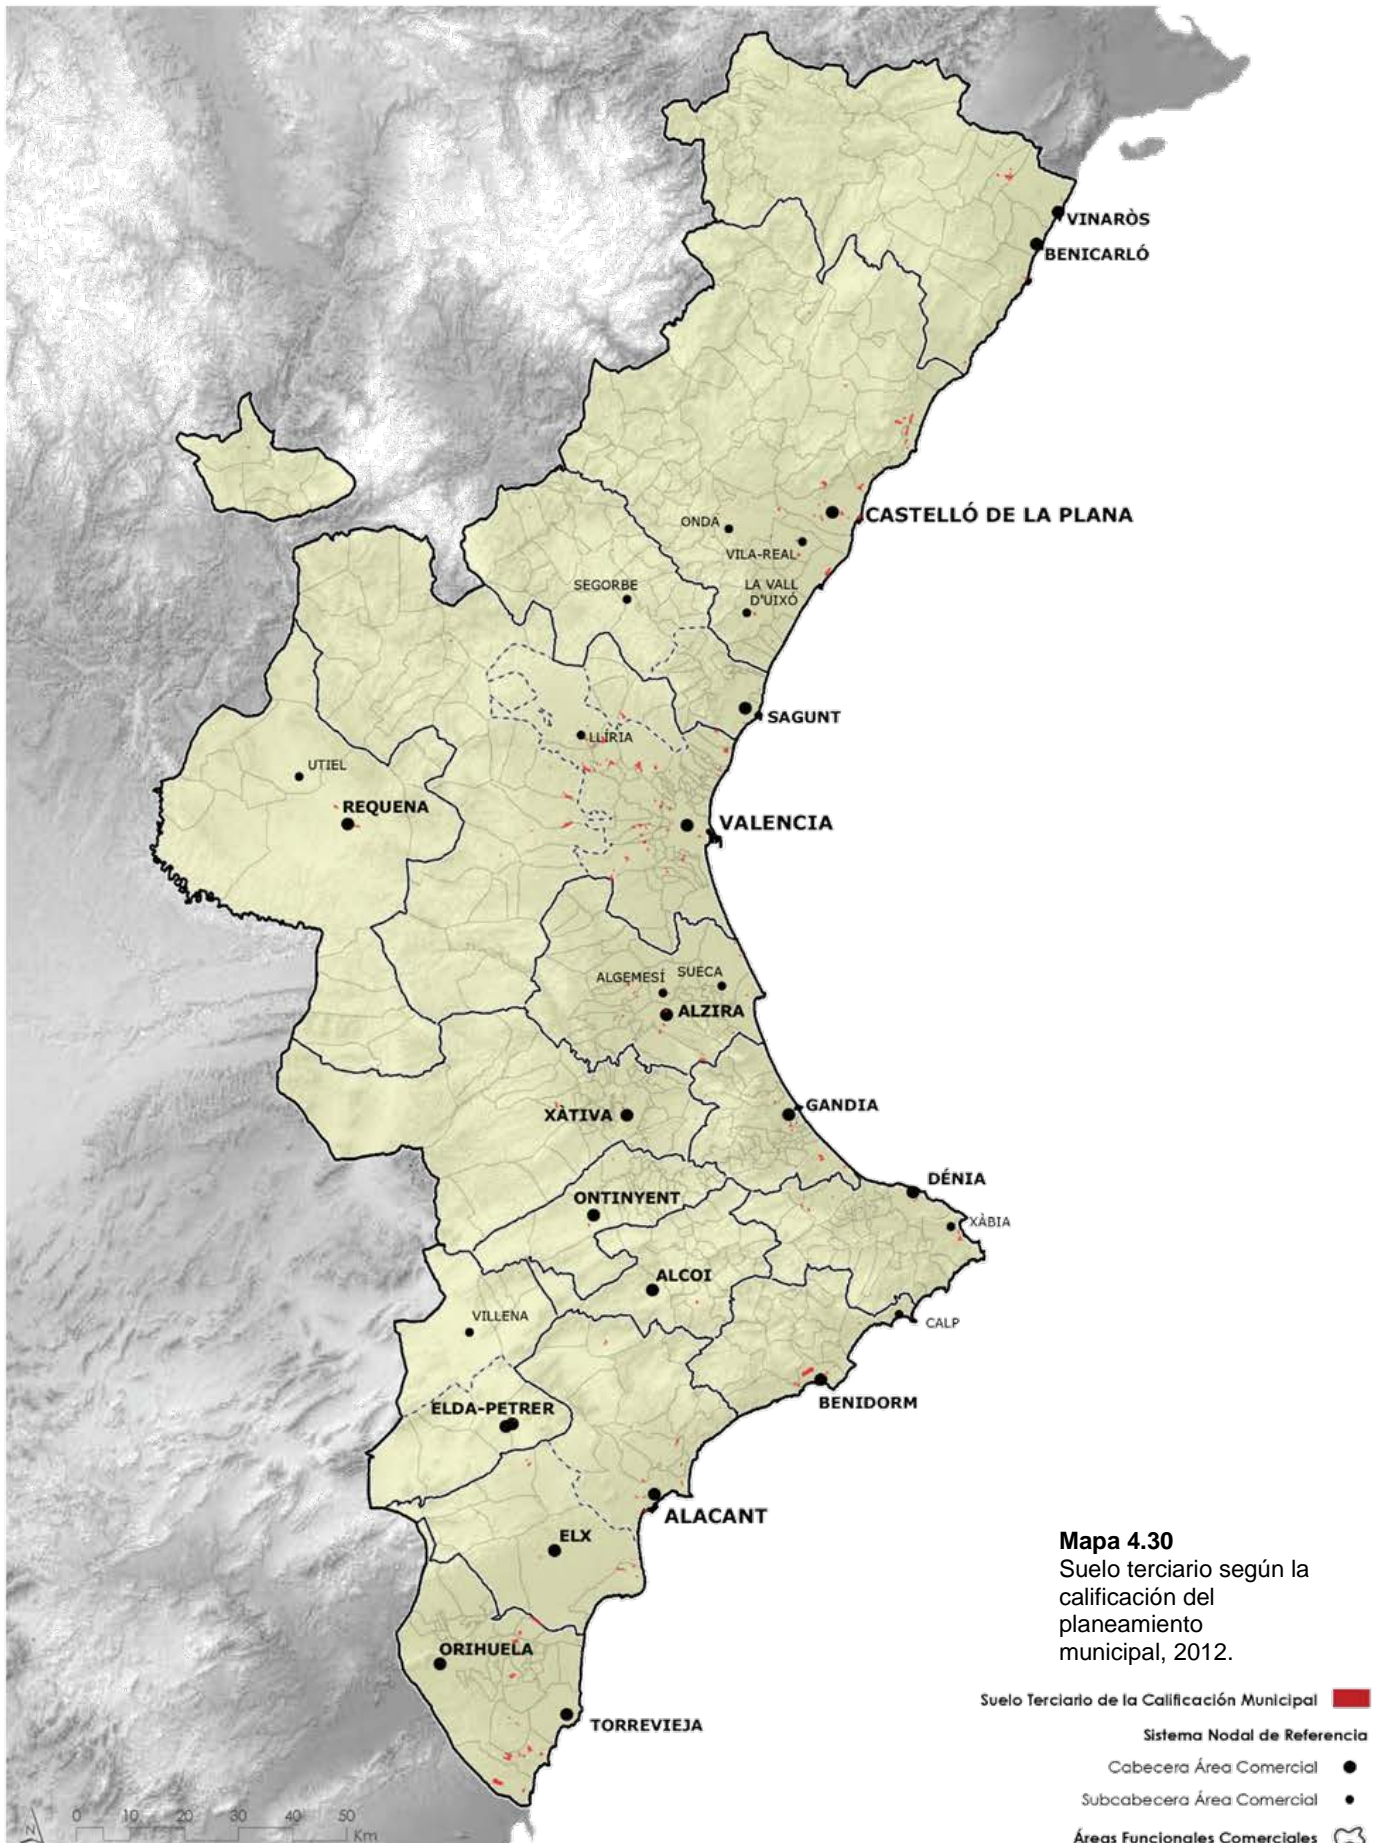 VINARÒS
BENICARLÓ
CASTELLÓ DE LA PLANA
ONDA
VILA-REAL
SEGORBE
LA VALL
D'UIXÓ
SAGUNT
LLÍRIA
UTIEL
REQUENA
VALENCIA
ALGEMESÍ
SUECA
ALZIRA
XÀTIVA
GANDIA
DÉNIA
ONTINYENT
XÀBIA
ALCOI
VILLENA
CALP
ELDA-PETRER
BENIDORM
ALACANT
ELX
ORIHUELA
TORREVIEJA
Mapa 4.30
Suelo terciario según la
calificación del
planeamiento
municipal, 2012.
Suelo Terciario de la Calificación Municipal
Sistema Nodal de Referencia
Cabecera Área Comercial
Subcabecera Área Comercial
Áreas Funcionales Comerciales
N
0 10 20 30 40 50
Km